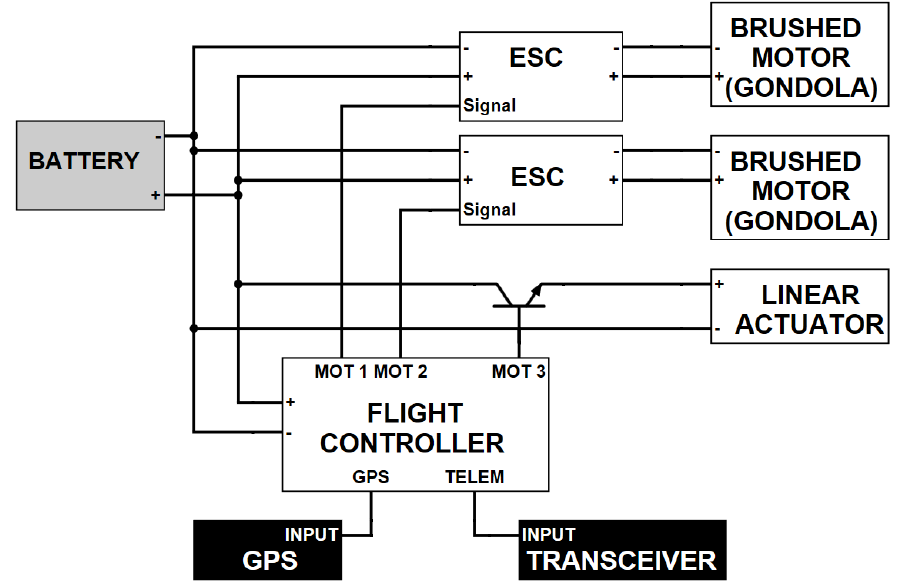 BATTERY
-
+
-
+
Signal
ESC
-
+
-
+
BRUSHED
MOTOR
(GONDOLA)
-
+
Signal
ESC
-
+
-
+
BRUSHED
MOTOR
(GONDOLA)
+
-
LINEAR
ACTUATOR
MOT 1 MOT 2 MOT 3
+
-
FLIGHT
CONTROLLER
GPS TELEM
INPUT
GPS
INPUT
TRANSCEIVER